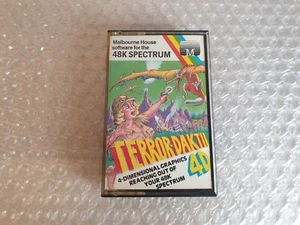 Melbourne House
software for the
48K SPECTRUM
M
TERROR-DAKTIL
4D
4-DIMENSIONAL GRAPHICS
REACHING OUT OF
YOUR 48K
SPECTRUM